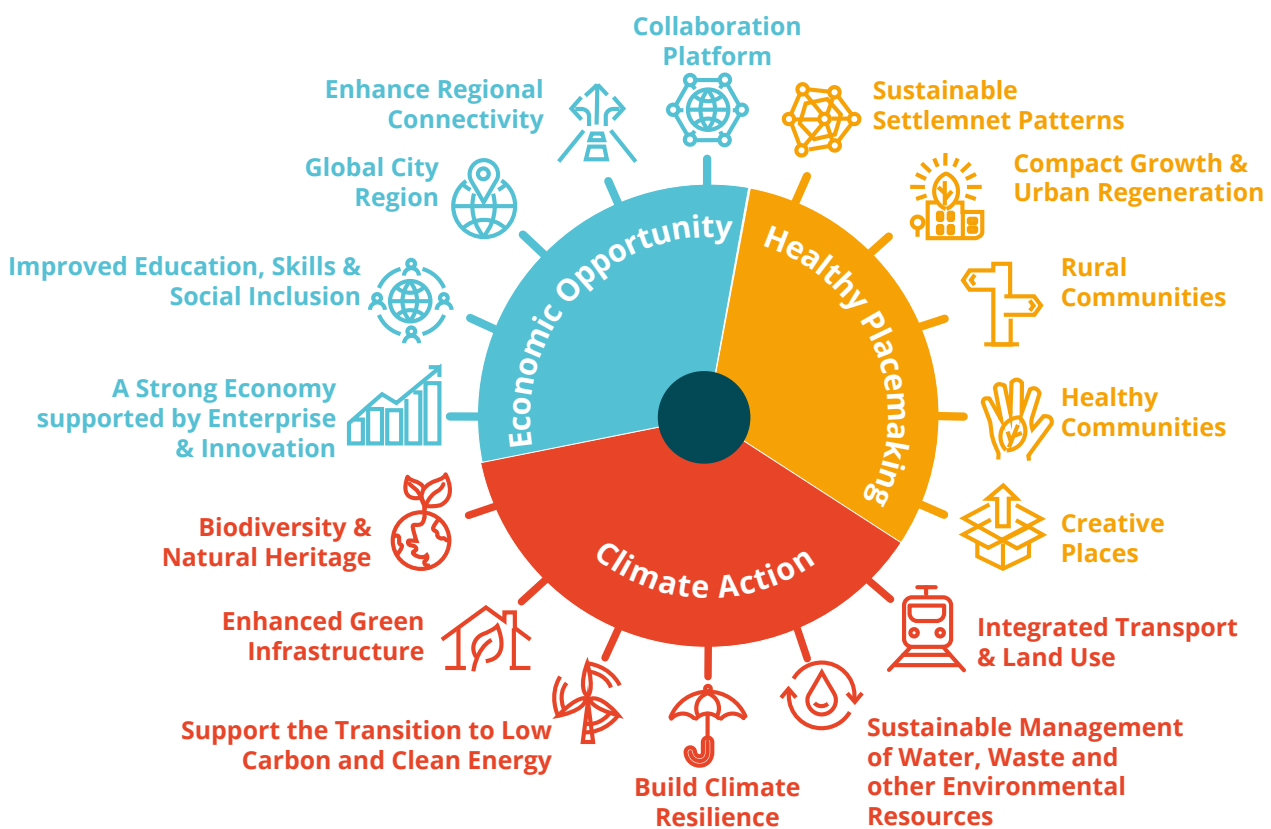 Collaboration
Platform
Enhance Regional
Connectivity
Global City
Region
Improved Education, Skills &
Social Inclusion
A Strong Economy
supported by Enterprise
& Innovation
Sustainable
Settlemnet Patterns
Compact Growth &
Urban Regeneration
Rural
Communities
Healthy
Communities
Creative
Places
Economic Opportunity
Healthy Placemaking
Climate Action
Biodiversity &
Natural Heritage
Enhanced Green
Infrastructure
Support the Transition to Low
Carbon and Clean Energy
Build Climate
Resilience
Sustainable Management
of Water, Waste and
other Environmental
Resources
Integrated Transport
& Land Use